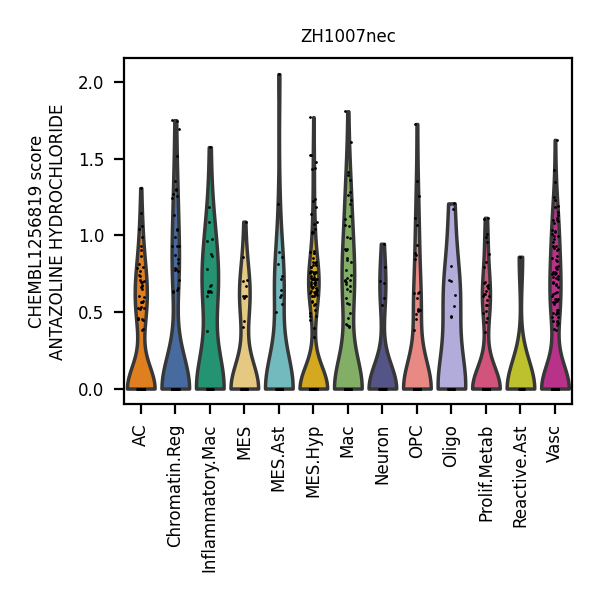 ZH1007nec
CHEMBL1256819 score
ANTAZOLINE HYDROCHLORIDE
2.0
1.5
1.0
0.5
0.0
AC
Chromatin.Reg
Inflammatory.Mac
MES
MES.Ast
MES.Hyp
Mac
Neuron
OPC
Oligo
Prolif.Metab
Reactive.Ast
Vasc